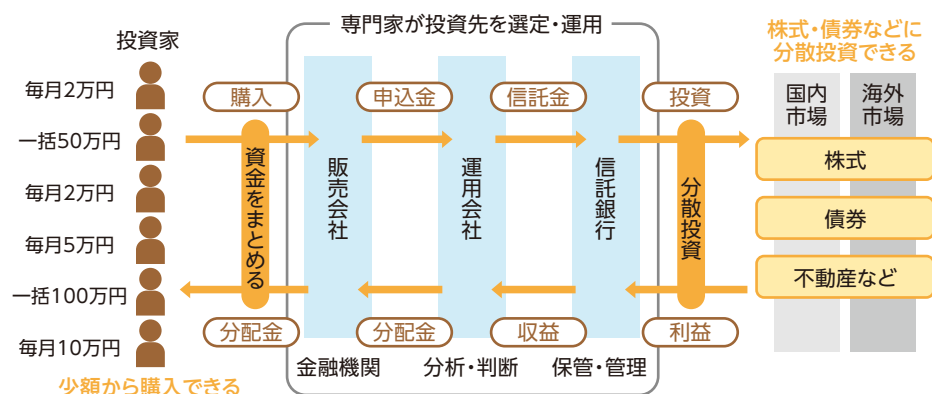 専門家が投資先を選定・運用
株式・債券などに
分散投資できる
投資家
毎月2万円
一括50万円
毎月2万円
毎月5万円
一括100万円
毎月10万円
少額から購入できる
購入
資金をまとめる
分配金
販売会社
金融機関
申込金
分配金
運用会社
分析・判断
信託金
収益
信託銀行
保管・管理
投資
分散投資
利益
国内
市場
海外
市場
株式
債券
不動産など